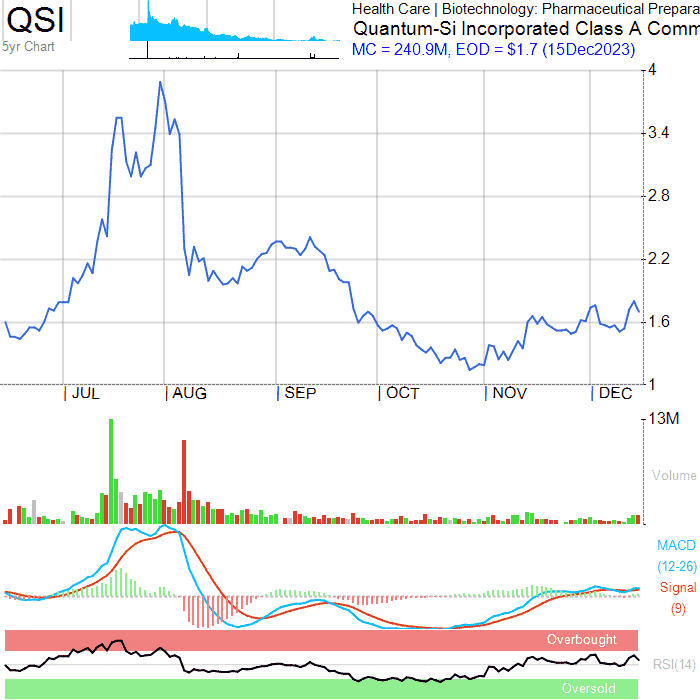 QSI
5yr Chart
Health Care | Biotechnology: Pharmaceutical Prepara
Quantum-Si Incorporated Class A Comm
MC = 240.9M, EOD = $1.7 (15Dec2023)
4
3.4
2.8
2.2
1.6
1
JUL AUG SEP OCT NOV DEC
13M
Volume
MACD
(12-26)
Signal
(9)
Overbought
RSI(14)
Oversold